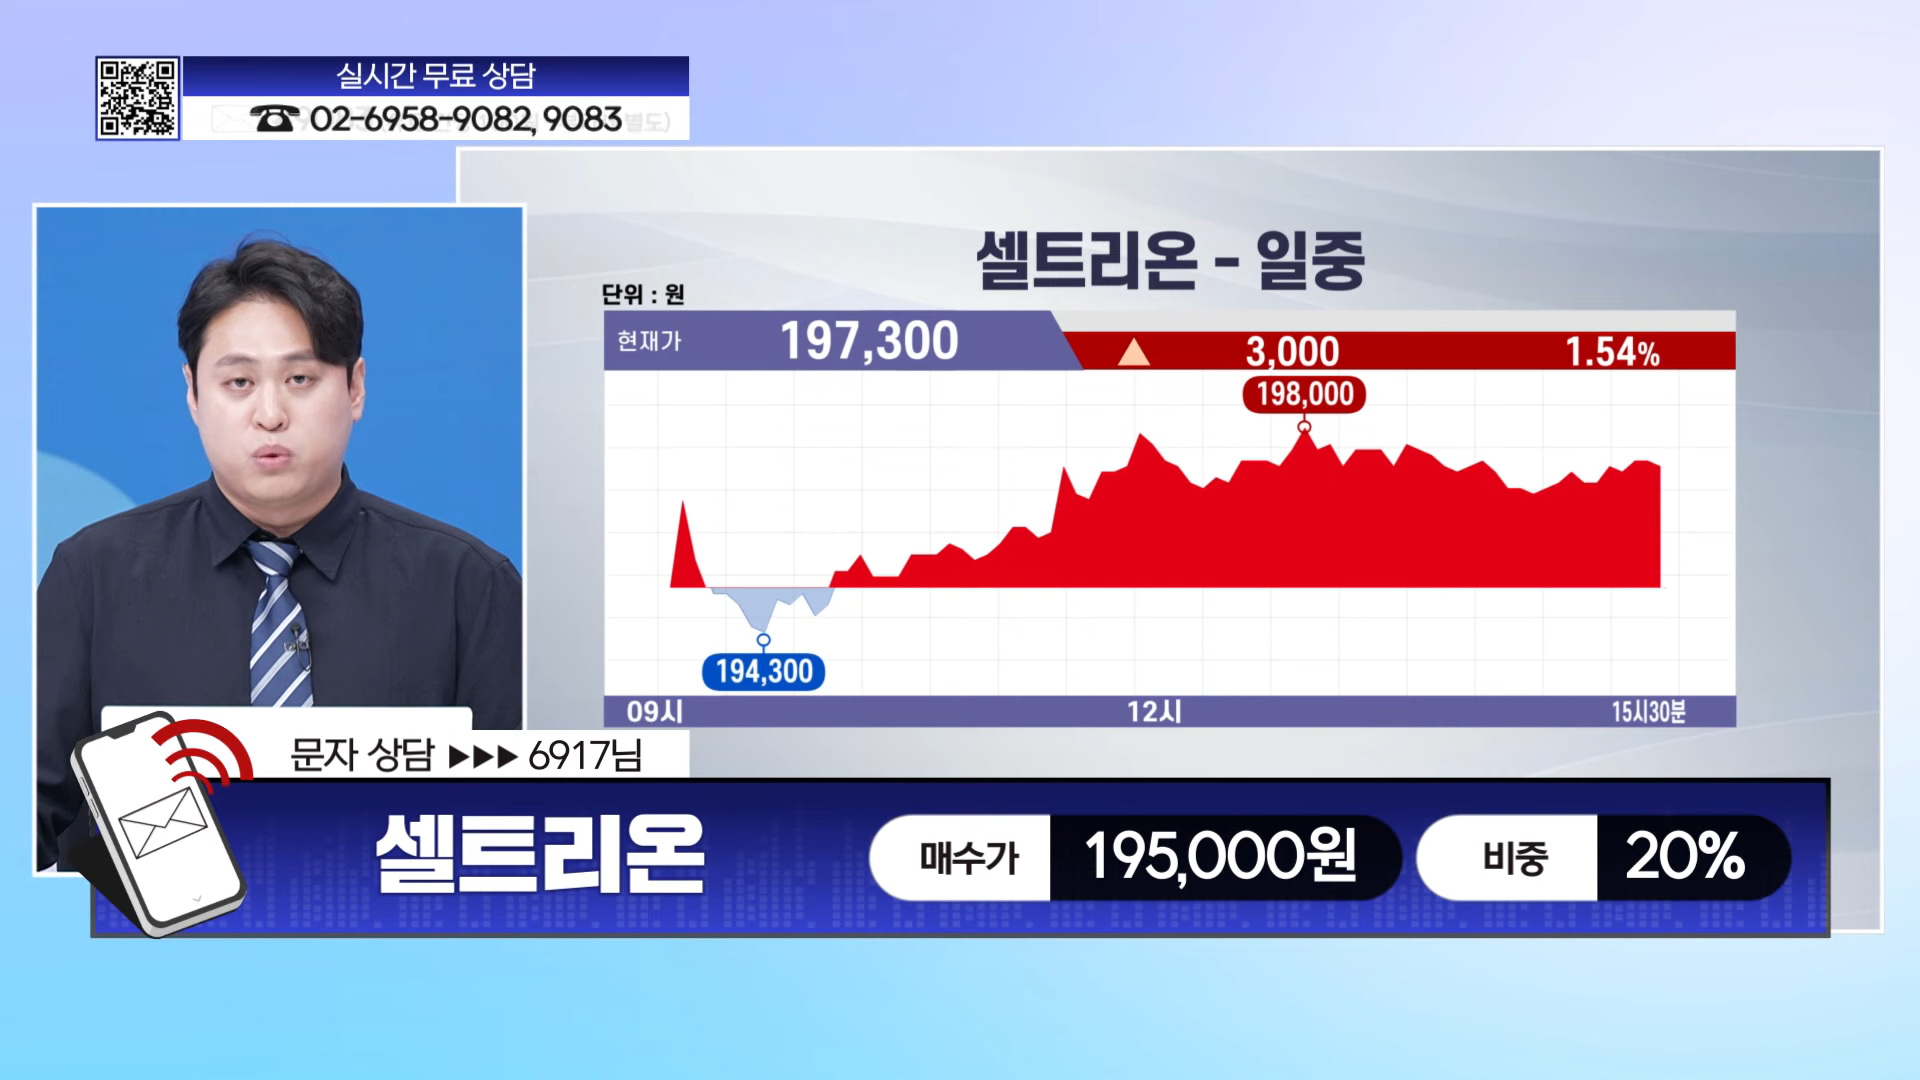 실시간 무료 상담
02-6958-9082, 9083
별도)
셀트리온 - 일중
단위 : 원
현재가 197,300 3,000 1.54%
198,000
194,300
09시 12시 15시30분
문자 상담 ▶▶▶ 6917님
셀트리온 매수가 195,000원 비중 20%